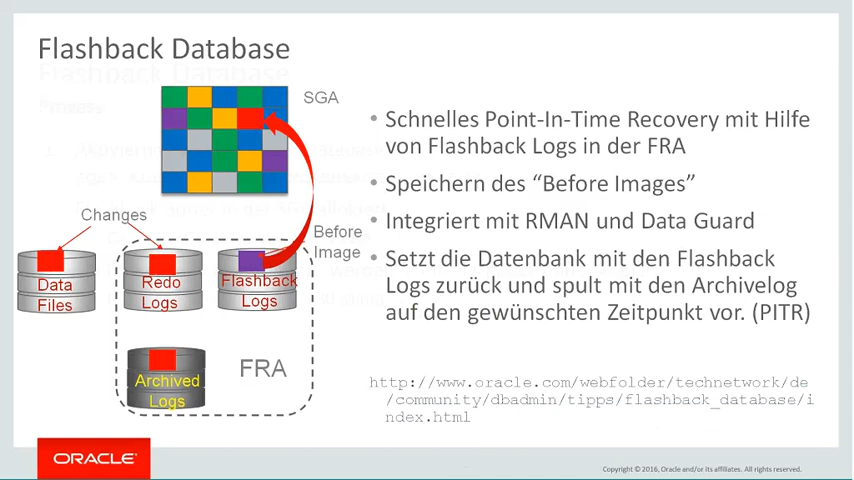 Flashback Database
SGA
• Schnelles Point-In-Time Recovery mit Hilfe
von Flashback Logs in der FRA
• Speichern des “Before Images”
• Integriert mit RMAN und Data Guard
• Setzt die Datenbank mit den Flashback
Logs zurück und spult mit den Archivelog
auf den gewünschten Zeitpunkt vor. (PITR)
Changes
Before
Image
Data
Files
Redo
Logs
Flashback
Logs
Archived
Logs
FRA
http://www.oracle.com/webfolder/technetwork/de
/community/dbadmin/tipps/flashback_database/i
ndex.html
ORACLE
Copyright © 2016, Oracle and/or its affiliates. All rights reserved.